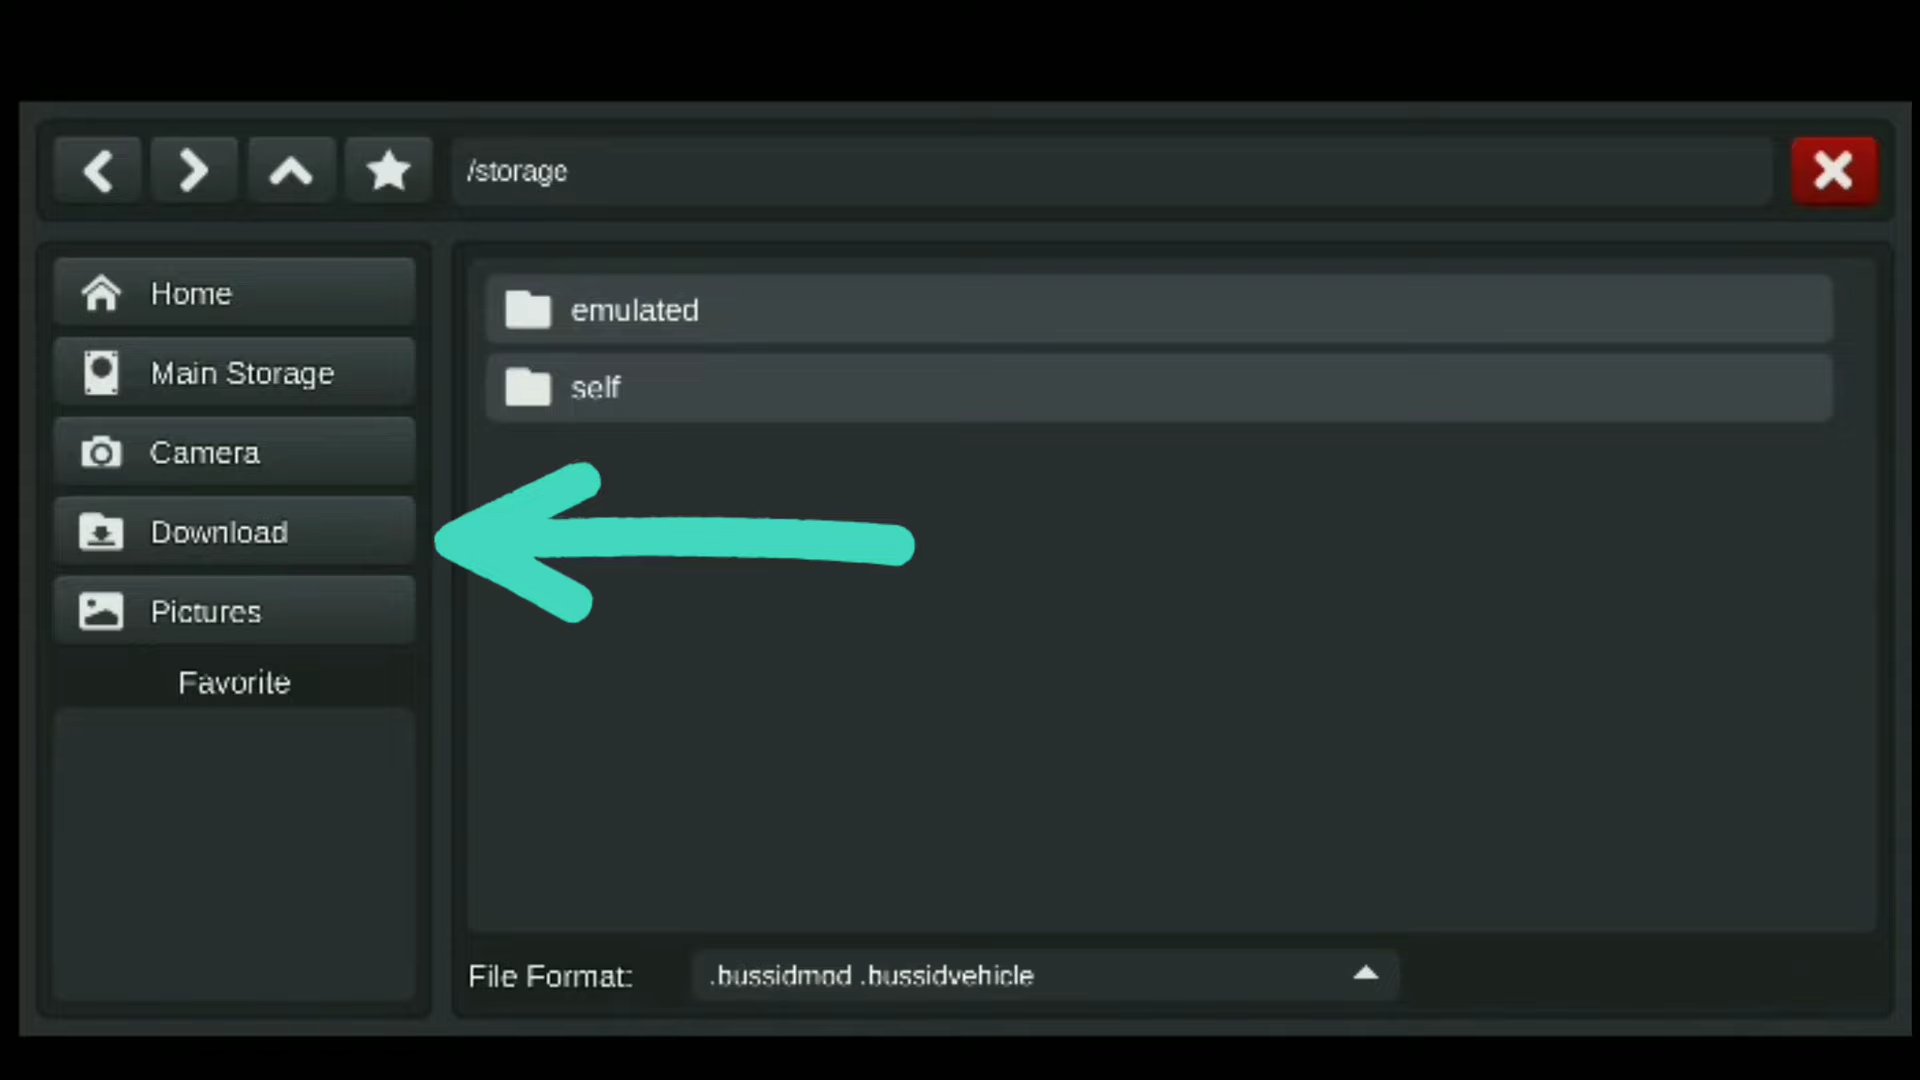 /storage
Home
Main Storage
Camera
Download
Pictures
Favorite
emulated
self
File Format:
.bussidmod .bussidvehicle